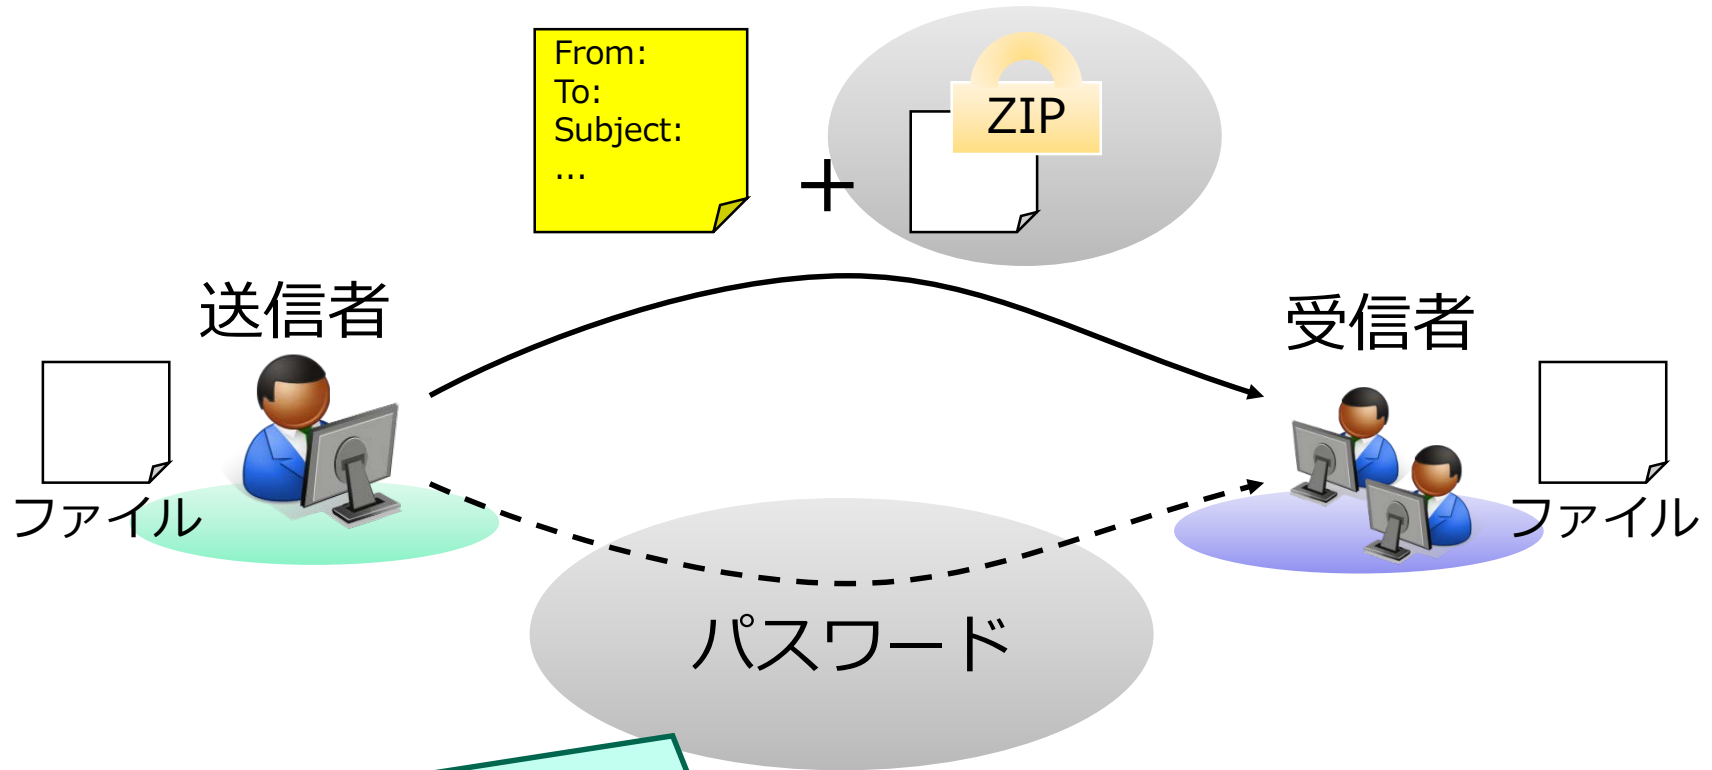 From:
To:
Subject:
...
+
ZIP
送信者
受信者
ファイル
ファイル
パスワード